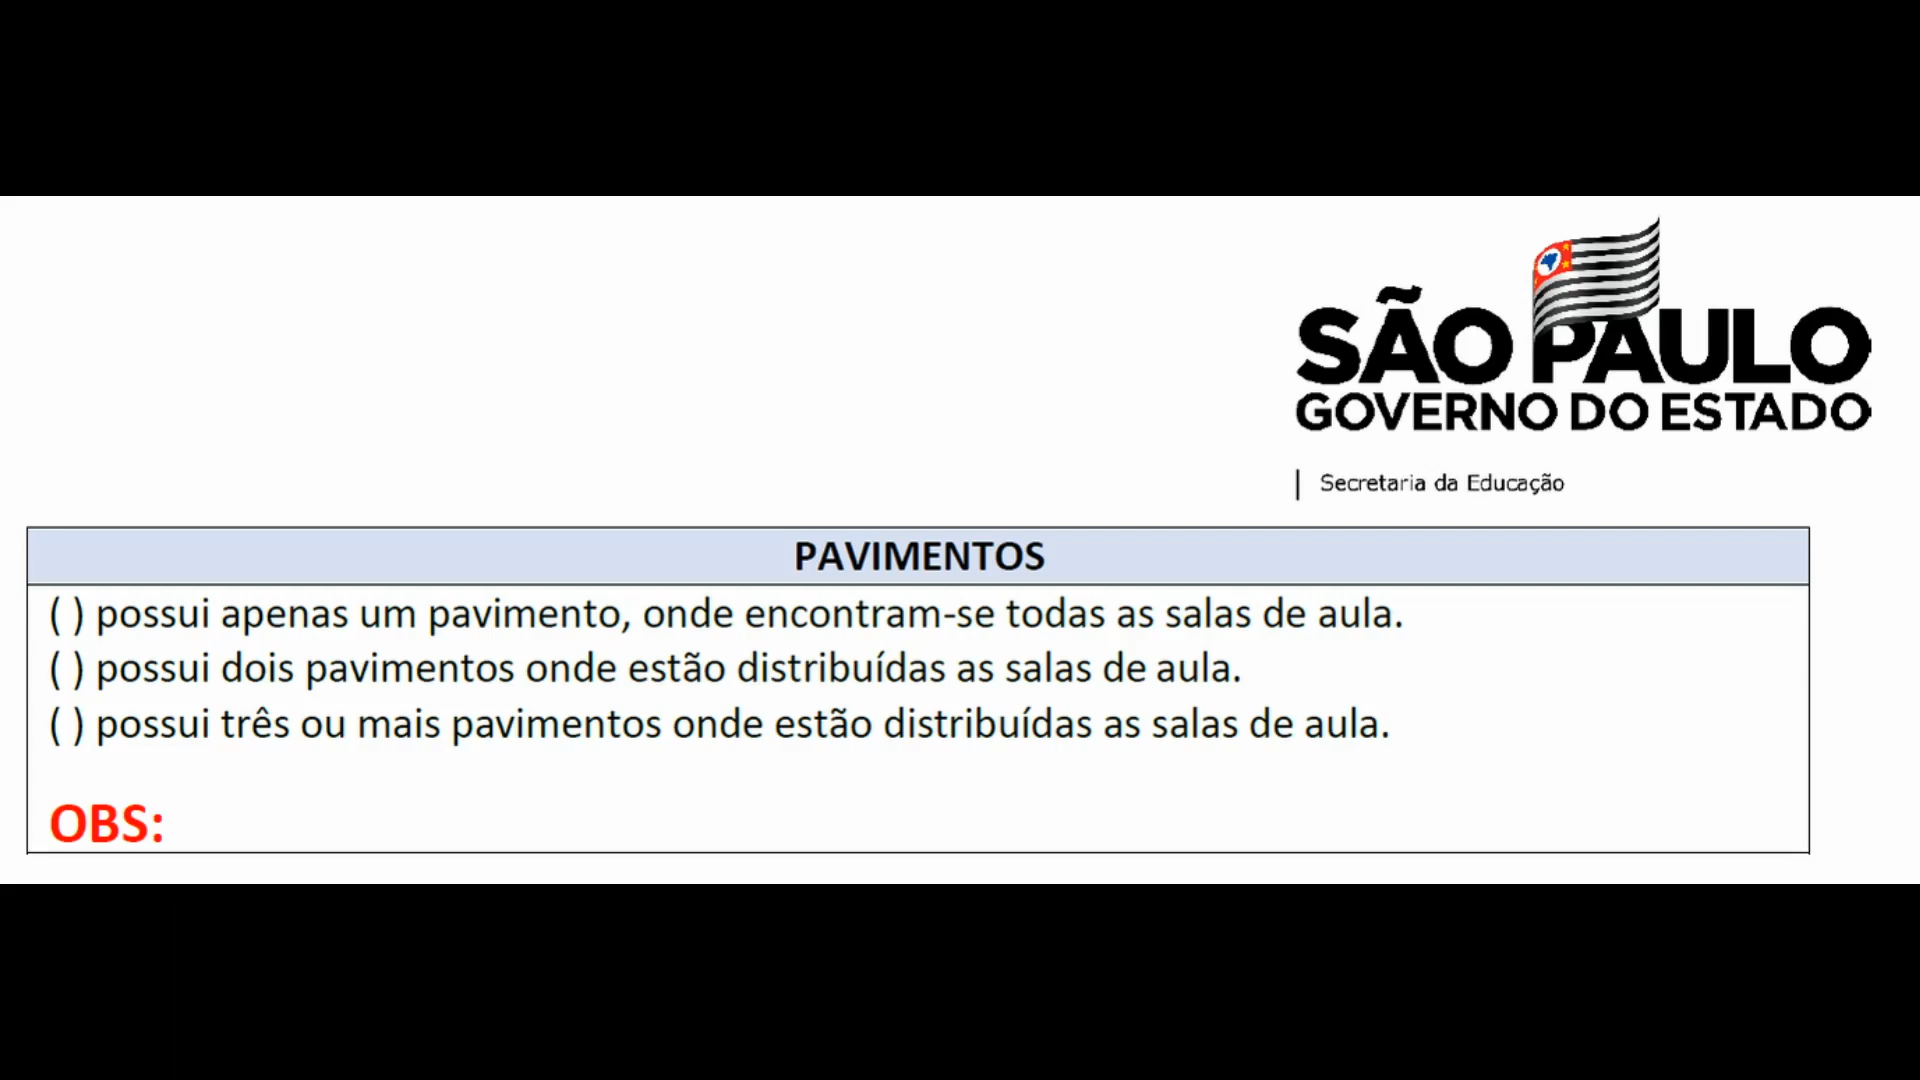 SÃO PAULO
GOVERNO DO ESTADO
Secretaria da Educação
PAVIMENTOS
( ) possui apenas um pavimento, onde encontram-se todas as salas de aula.
( ) possui dois pavimentos onde estão distribuídas as salas de aula.
( ) possui três ou mais pavimentos onde estão distribuídas as salas de aula.
OBS: